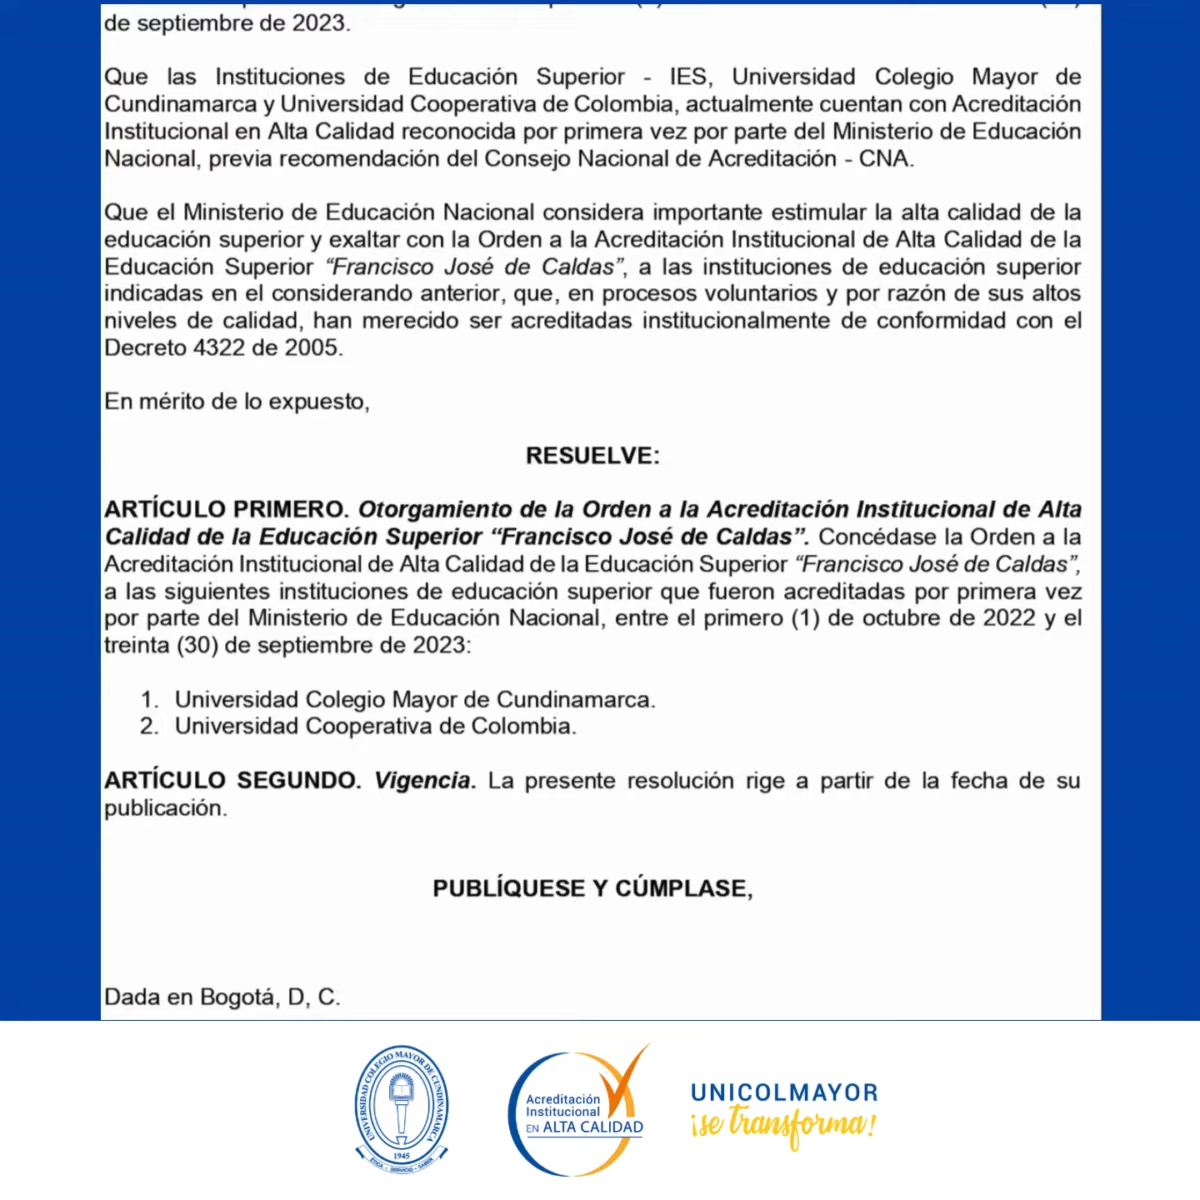 de septiembre de 2023.
Que las Instituciones de Educación Superior - IES, Universidad Colegio Mayor de
Cundinamarca y Universidad Cooperativa de Colombia, actualmente cuentan con Acreditación
Institucional en Alta Calidad reconocida por primera vez por parte del Ministerio de Educación
Nacional, previa recomendación del Consejo Nacional de Acreditación - CNA.
Que el Ministerio de Educación Nacional considera importante estimular la alta calidad de la
educación superior y exaltar con la Orden a la Acreditación Institucional de Alta Calidad de la
Educación Superior “Francisco José de Caldas”, a las instituciones de educación superior
indicadas en el considerando anterior, que, en procesos voluntarios y por razón de sus altos
niveles de calidad, han merecido ser acreditadas institucionalmente de conformidad con el
Decreto 4322 de 2005.
En mérito de lo expuesto,
RESUELVE:
ARTÍCULO PRIMERO. Otorgamiento de la Orden a la Acreditación Institucional de Alta
Calidad de la Educación Superior “Francisco José de Caldas”. Concédase la Orden a la
Acreditación Institucional de Alta Calidad de la Educación Superior “Francisco José de Caldas”,
a las siguientes instituciones de educación superior que fueron acreditadas por primera vez
por parte del Ministerio de Educación Nacional, entre el primero (1) de octubre de 2022 y el
treinta (30) de septiembre de 2023:
1. Universidad Colegio Mayor de Cundinamarca.
2. Universidad Cooperativa de Colombia.
ARTÍCULO SEGUNDO. Vigencia. La presente resolución rige a partir de la fecha de su
publicación.
PUBLÍQUESE Y CÚMPLASE,
Dada en Bogotá, D, C.
UNIVERSIDAD COLEGIO MAYOR DE CUNDINAMARCA
1945
ETICA - SERVICIO - SABER
Acreditación
Institucional
EN ALTA CALIDAD
UNICOLMAYOR
¡se transforma!